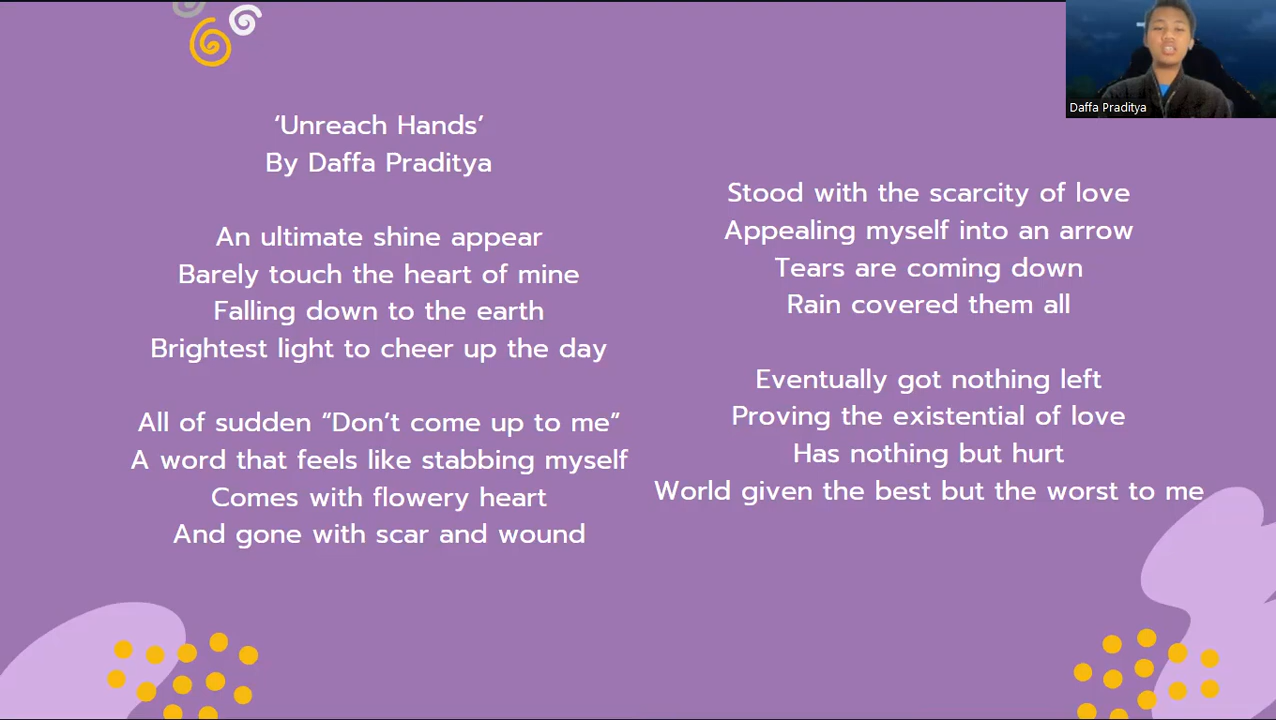 ‘Unreach Hands’
By Daffa Praditya
An ultimate shine appear
Barely touch the heart of mine
Falling down to the earth
Brightest light to cheer up the day
All of sudden “Don’t come up to me”
A word that feels like stabbing myself
Comes with flowery heart
And gone with scar and wound
Stood with the scarcity of love
Appealing myself into an arrow
Tears are coming down
Rain covered them all
Eventually got nothing left
Proving the existential of love
Has nothing but hurt
World given the best but the worst to me
Daffa Praditya